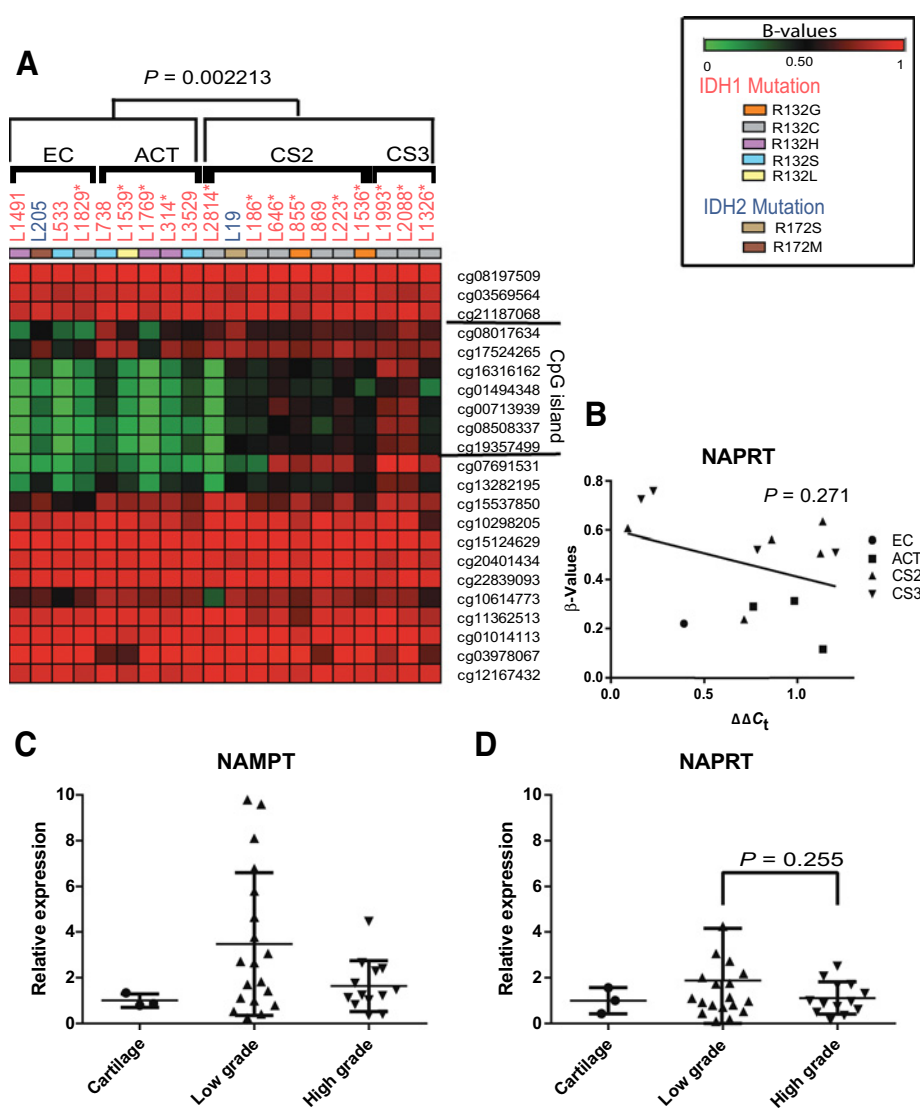 A
P = 0.002213
EC ACT CS2 CS3
L1491 L205 L533 L1829* L738 L1539* L1769* L314* L3529 L2814* L19 L186* L646* L855* L869 L223* L1536* L1993* L2088* L1326*
cg08197509
cg03569564
cg21187068
cg08017634
cg17524265
cg16316162
cg01494348
cg00713939
cg08508337
cg19357499
cg07691531
cg13282195
cg15537850
cg10298205
cg15124629
cg20401434
cg22839093
cg10614773
cg11362513
cg01014113
cg03978067
cg12167432
CpG island
B-values
0 0.50 1
IDH1 Mutation
R132G
R132C
R132H
R132S
R132L
IDH2 Mutation
R172S
R172M
B
NAPRT
P = 0.271
β-Values
0.8
0.6
0.4
0.2
0.0
0.0 0.5 1.0
ΔΔCt
EC
ACT
CS2
CS3
C
NAMPT
Relative expression
10
8
6
4
2
0
Cartilage Low grade High grade
D
NAPRT
P = 0.255
Relative expression
10
8
6
4
2
0
Cartilage Low grade High grade